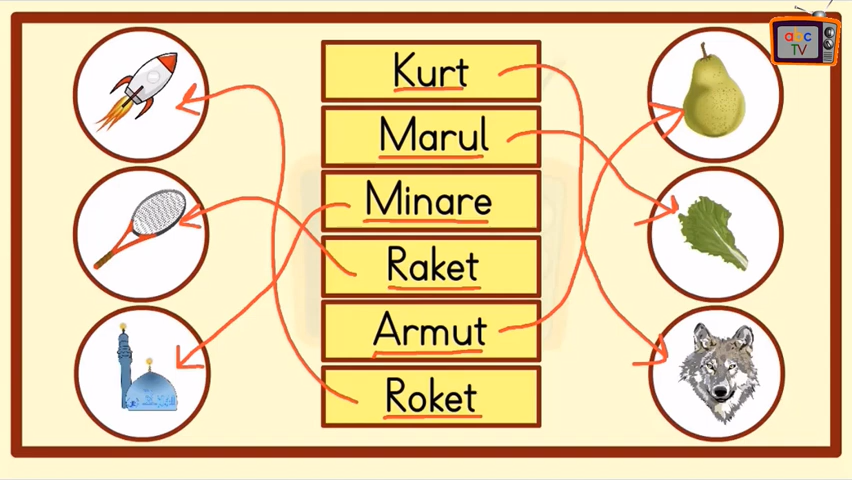 abc
TV
Kurt
Marul
Minare
Raket
Armut
Roket